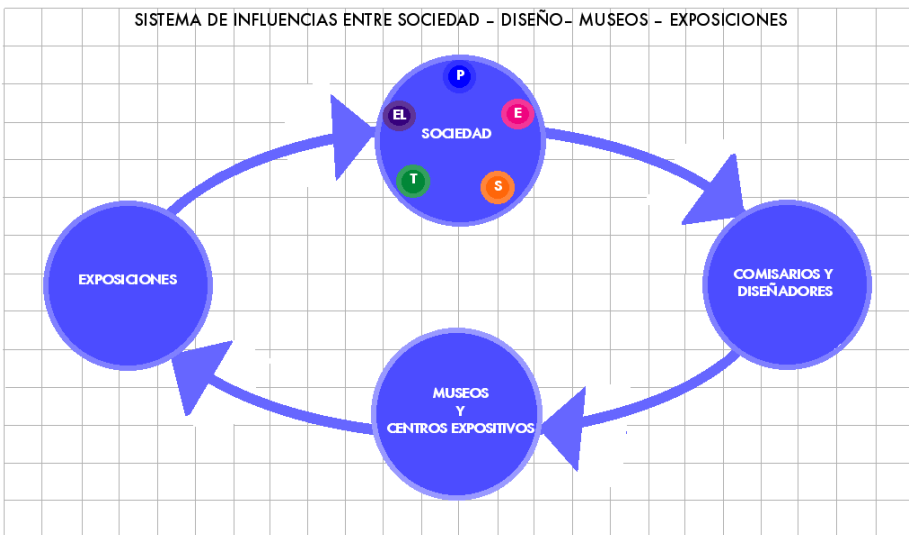 SISTEMA DE INFLUENCIAS ENTRE SOCIEDAD – DISEÑO– MUSEOS – EXPOSICIONES
P
EL
E
SOCIEDAD
T
S
EXPOSICIONES
COMISARIOS Y
DISEÑADORES
MUSEOS
Y
CENTROS EXPOSITIVOS